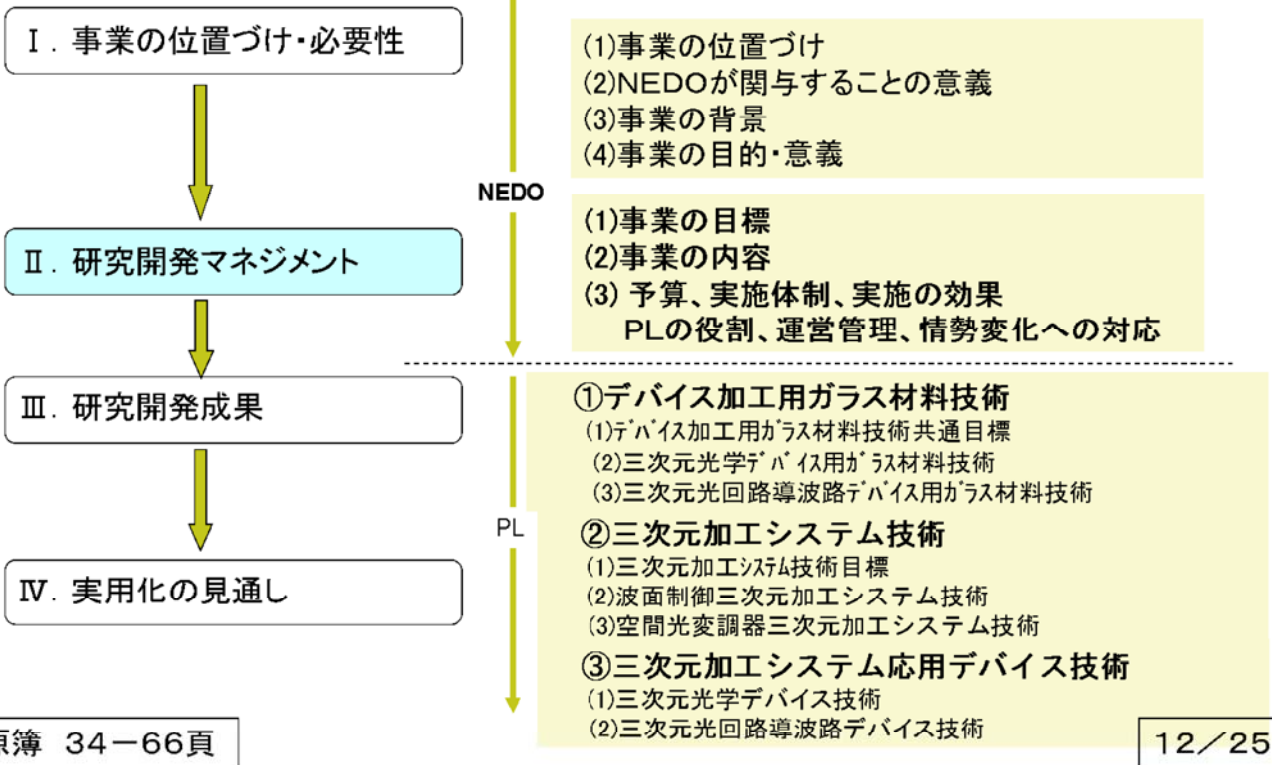 Ⅰ. 事業の位置づけ・必要性
(1)事業の位置づけ
(2)NEDOが関与することの意義
(3)事業の背景
(4)事業の目的・意義
NEDO
Ⅱ. 研究開発マネジメント
(1)事業の目標
(2)事業の内容
(3) 予算、実施体制、実施の効果
PLの役割、運営管理、情勢変化への対応
Ⅲ. 研究開発成果
①デバイス加工用ガラス材料技術
(1)ﾃﾞﾊﾞｲｽ加工用ｶﾞﾗｽ材料技術共通目標
(2)三次元光学ﾃﾞﾊﾞｲｽ用ｶﾞﾗｽ材料技術
(3)三次元光回路導波路ﾃﾞﾊﾞｲｽ用ｶﾞﾗｽ材料技術
PL
②三次元加工システム技術
(1)三次元加工ｼｽﾃﾑ技術目標
(2)波面制御三次元加工システム技術
(3)空間光変調器三次元加工システム技術
Ⅳ. 実用化の見通し
③三次元加工システム応用デバイス技術
(1)三次元光学デバイス技術
(2)三次元光回路導波路デバイス技術
原簿 34－66頁
12／25